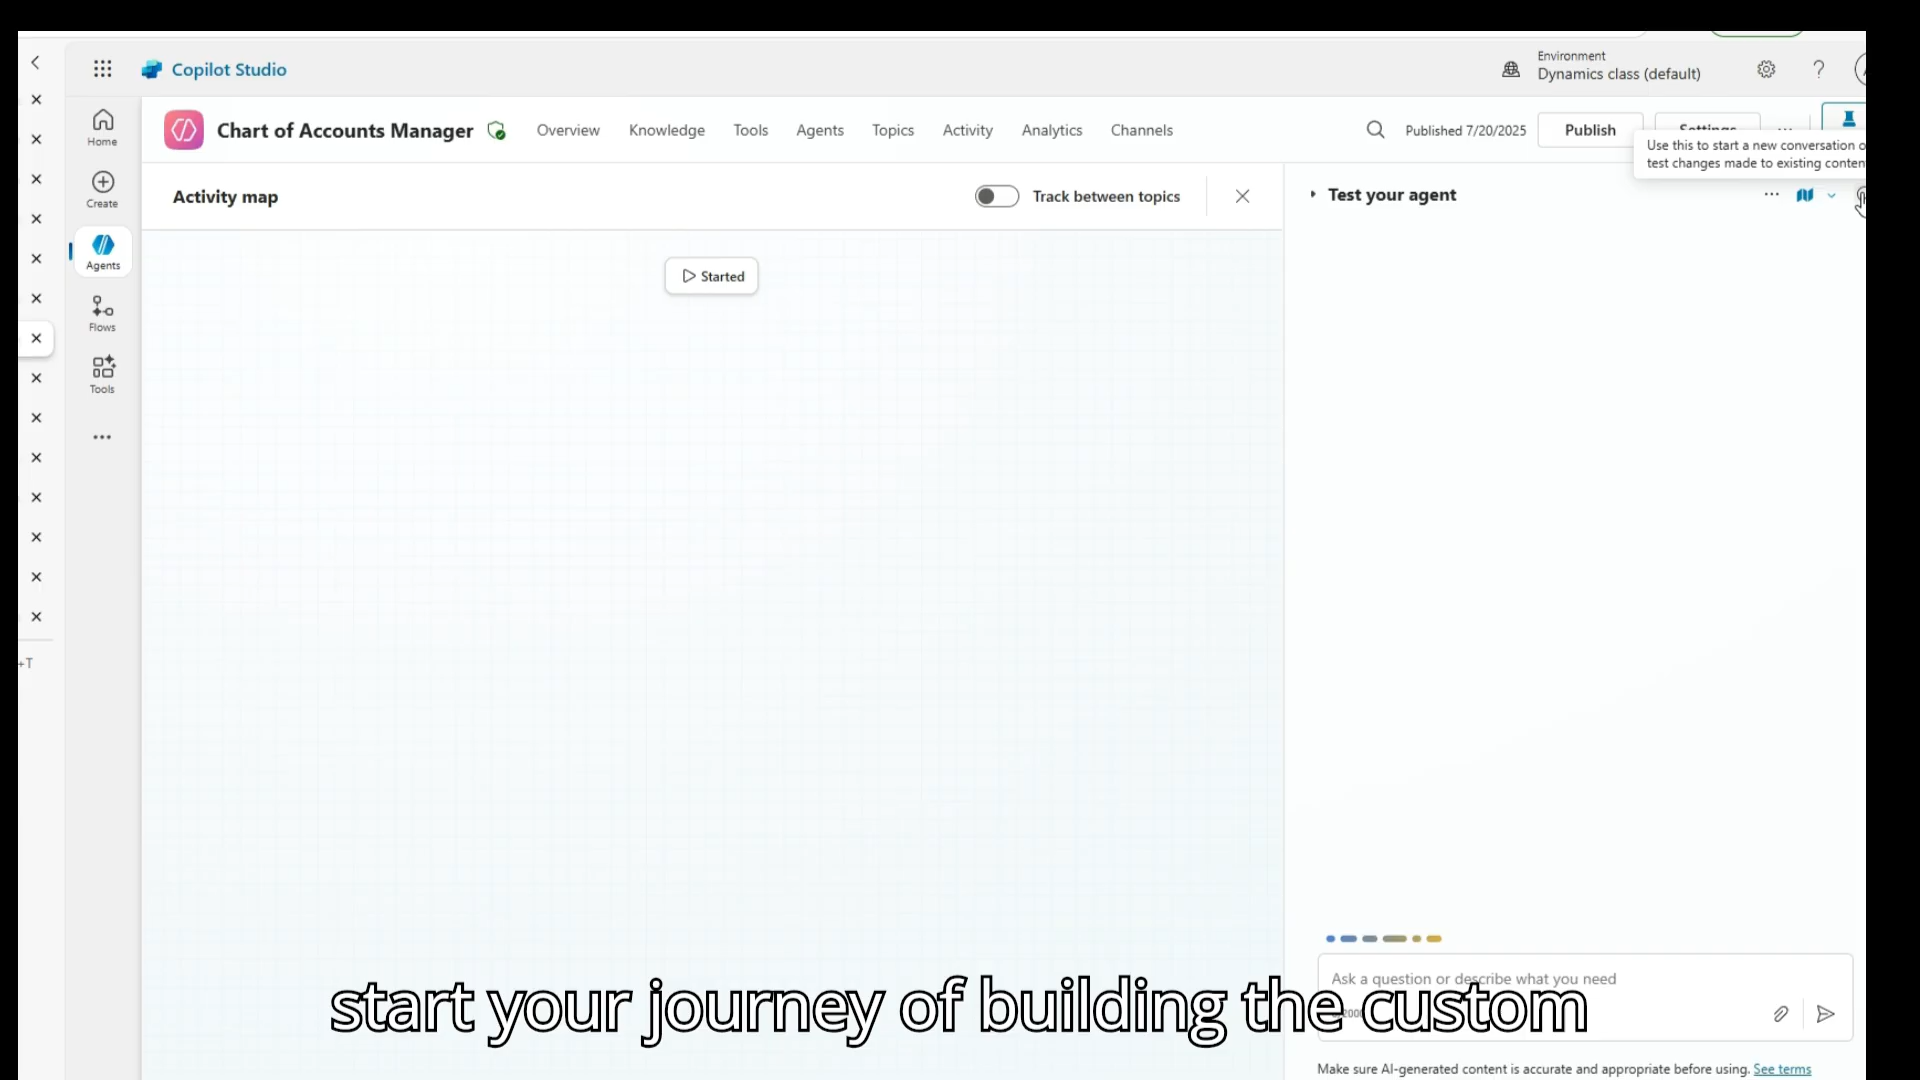 Copilot Studio
Environment
Dynamics class (default)
Home
Create
Agents
Flows
Tools
+T
Chart of Accounts Manager
Overview
Knowledge
Tools
Agents
Topics
Activity
Analytics
Channels
Published 7/20/2025
Publish
Settings
Use this to start a new conversation o
test changes made to existing conten
Activity map
Track between topics
Test your agent
Started
Ask a question or describe what you need
Make sure AI-generated content is accurate and appropriate before using. See terms
start your journey of building the custom